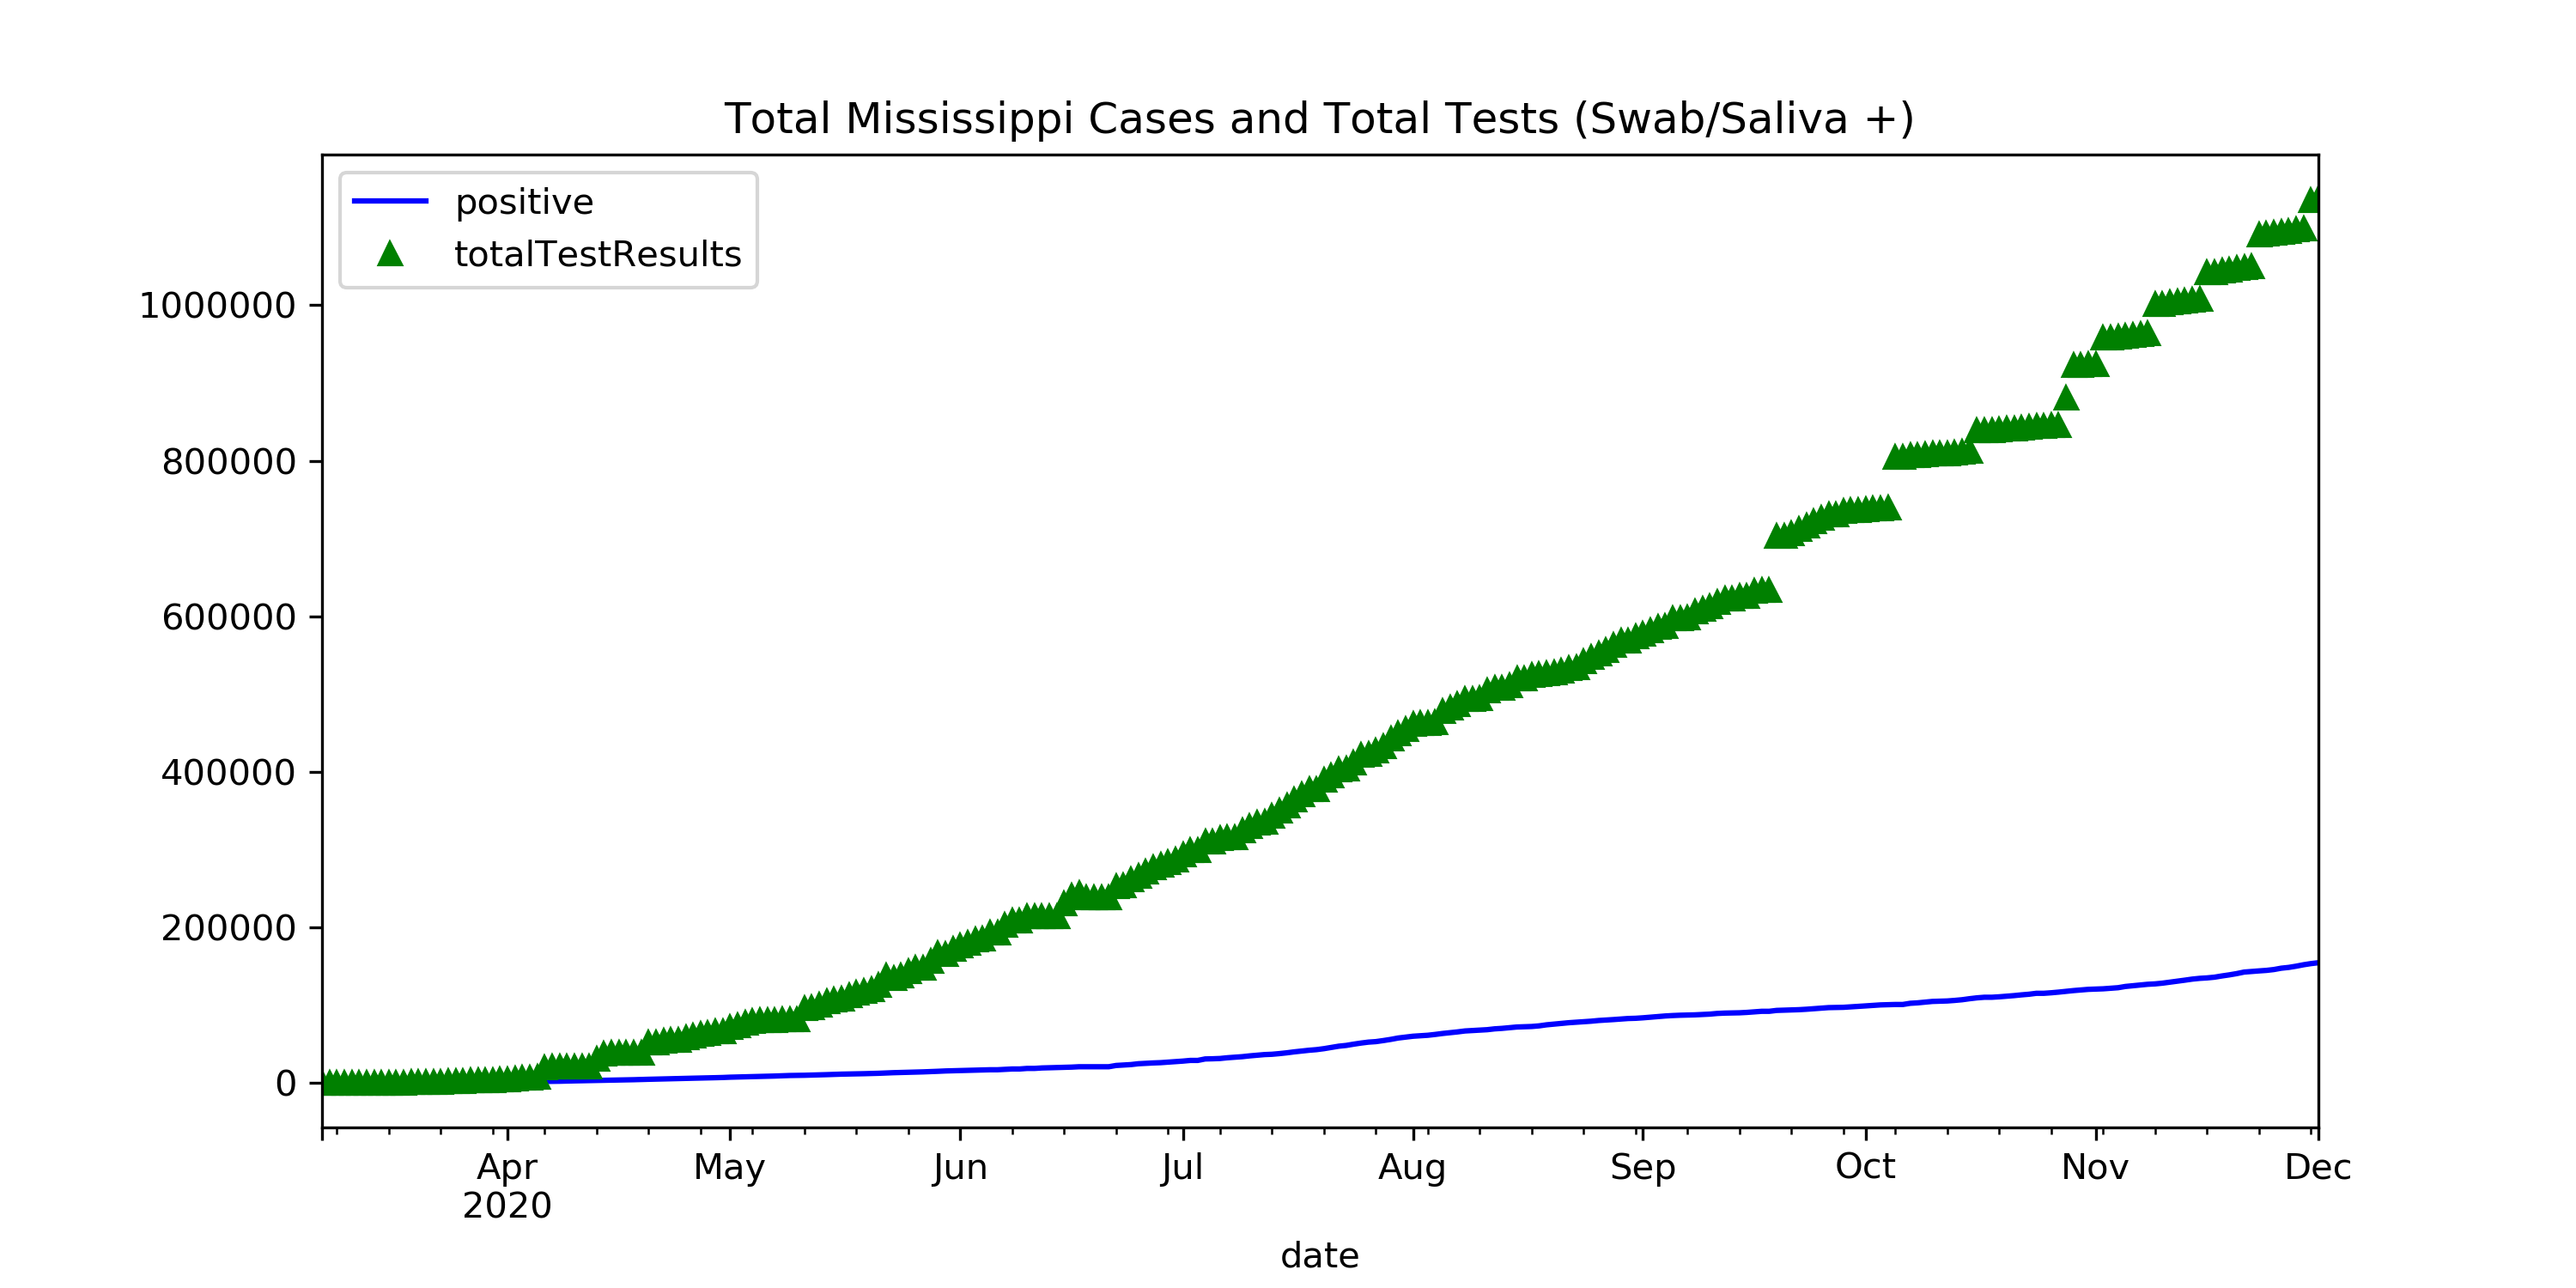 Total Mississippi Cases and Total Tests (Swab/Saliva +)
positive
totalTestResults
1000000
800000
600000
400000
200000
0
Apr May Jun Jul Aug Sep Oct Nov Dec
2020
date